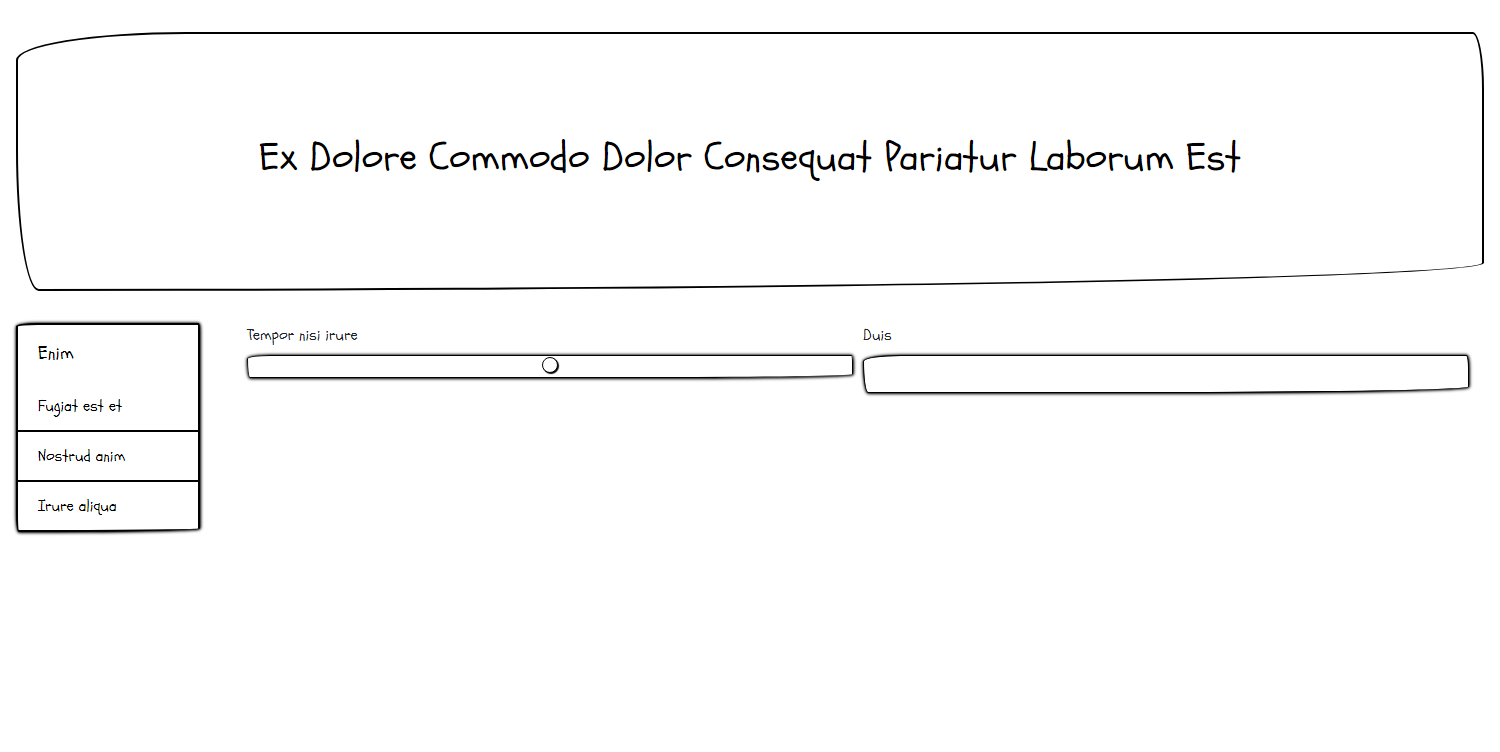 Ex Dolore Commodo Dolor Consequat Pariatur Laborum Est
Enim
Fugiat est et
Nostrud anim
Irure aliqua
Tempor nisi irure
Duis